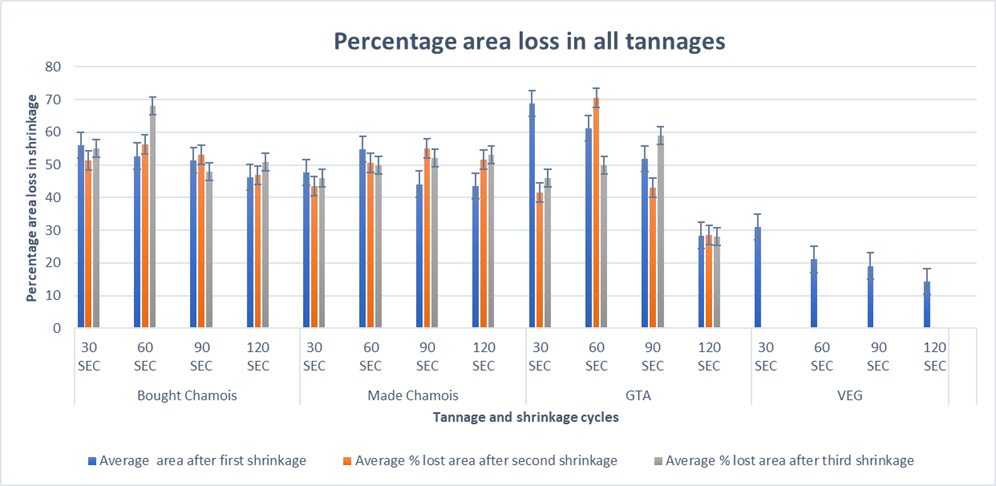 Percentage area loss in all tannages
Percentage area loss in shrinkage
80
70
60
50
40
30
20
10
0
30 60 90 120 30 60 90 120 30 60 90 120 30 60 90 120
SEC SEC SEC SEC SEC SEC SEC SEC SEC SEC SEC SEC SEC SEC SEC SEC
Bought Chamois Made Chamois GTA VEG
Tannage and shrinkage cycles
Average area after first shrinkage Average % lost area after second shrinkage Average % lost area after third shrinkage